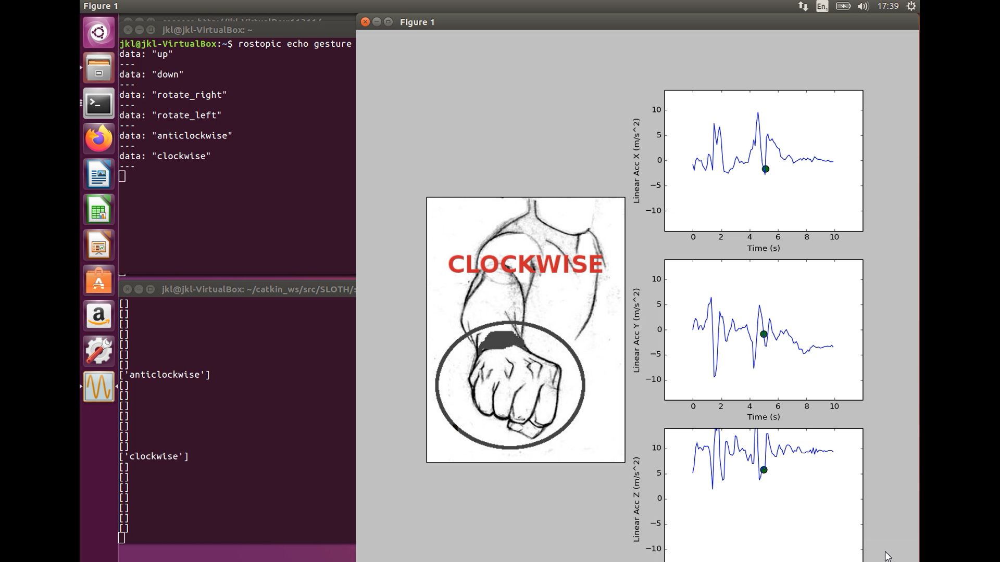 Figure 1
En1
17:39
jkl@jkl-VirtualBox: ~
jkl@jkl-VirtualBox:~$ rostopic echo gesture
data: "up"
---
data: "down"
---
data: "rotate_right"
---
data: "rotate_left"
---
data: "anticlockwise"
---
data: "clockwise"
---
jkl@jkl-VirtualBox: ~/catkin_ws/src/SLOTH/s
[]
[]
[]
[]
[]
[]
[]
['anticlockwise']
[]
[]
[]
[]
[]
[]
[]
['clockwise']
[]
[]
[]
[]
[]
[]
[]
Figure 1
CLOCKWISE
Linear Acc X (m/s^2)
10
5
0
−5
−10
0 2 4 6 8 10
Time (s)
Linear Acc Y (m/s^2)
10
5
0
−5
−10
0 2 4 6 8 10
Time (s)
Linear Acc Z (m/s^2)
10
5
0
−5
−10